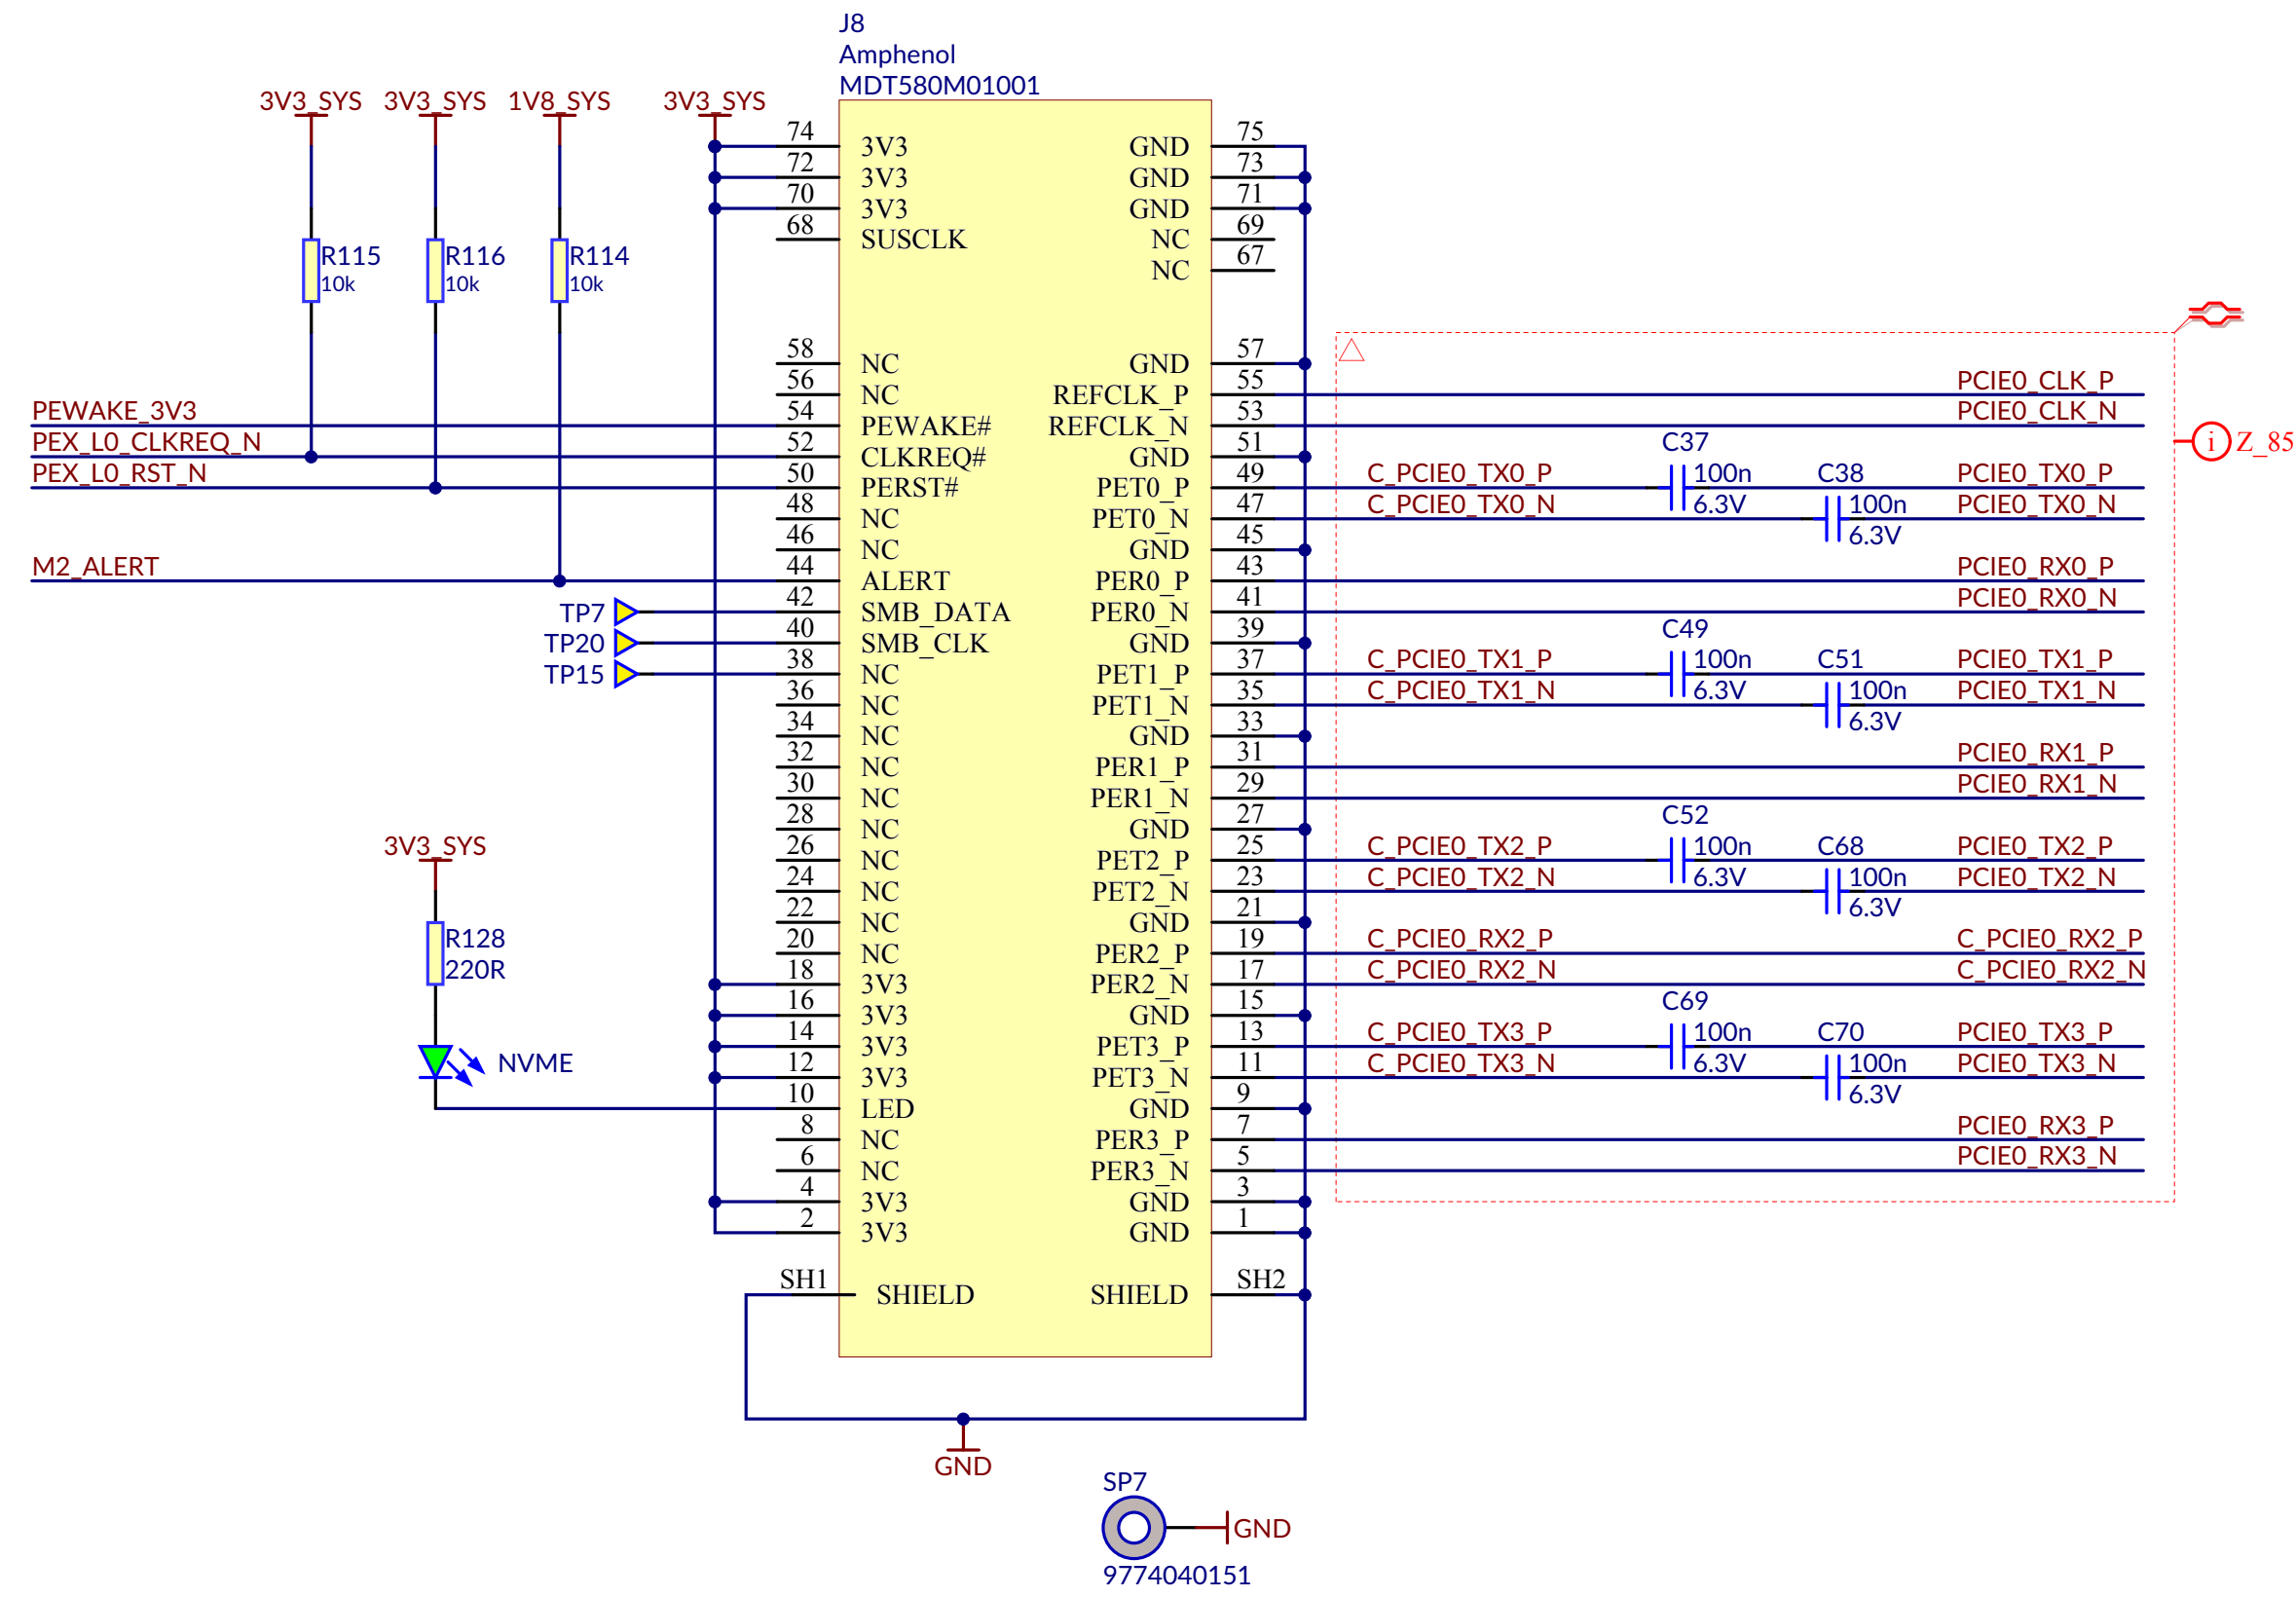 J8
Amphenol
MDT580M01001
3V3_SYS 3V3_SYS 1V8_SYS 3V3_SYS
74 3V3 GND 75
72 3V3 GND 73
70 3V3 GND 71
68 SUSCLK NC 69
NC 67
R115 R116 R114
10k 10k 10k
58 NC GND 57
56 NC REFCLK_P 55 PCIE0_CLK_P
PEWAKE_3V3 54 PEWAKE# REFCLK_N 53 PCIE0_CLK_N
PEX_L0_CLKREQ_N 52 CLKREQ# GND 51
i Z_85
PEX_L0_RST_N 50 PERST# PET0_P 49 C_PCIE0_TX0_P C37 100n 6.3V PCIE0_TX0_P
48 NC PET0_N 47 C_PCIE0_TX0_N C38 100n 6.3V PCIE0_TX0_N
46 NC GND 45
M2_ALERT 44 ALERT PER0_P 43 PCIE0_RX0_P
TP7 42 SMB_DATA PER0_N 41 PCIE0_RX0_N
TP20 40 SMB_CLK GND 39
TP15 38 NC PET1_P 37 C_PCIE0_TX1_P C49 100n 6.3V PCIE0_TX1_P
36 NC PET1_N 35 C_PCIE0_TX1_N C51 100n 6.3V PCIE0_TX1_N
34 NC GND 33
32 NC PER1_P 31 PCIE0_RX1_P
30 NC PER1_N 29 PCIE0_RX1_N
28 NC GND 27
26 NC PET2_P 25 C_PCIE0_TX2_P C52 100n 6.3V PCIE0_TX2_P
24 NC PET2_N 23 C_PCIE0_TX2_N C68 100n 6.3V PCIE0_TX2_N
22 NC GND 21
20 NC PER2_P 19 C_PCIE0_RX2_P C_PCIE0_RX2_P
18 3V3 PER2_N 17 C_PCIE0_RX2_N C_PCIE0_RX2_N
16 3V3 GND 15
14 3V3 PET3_P 13 C_PCIE0_TX3_P C69 100n 6.3V PCIE0_TX3_P
12 3V3 PET3_N 11 C_PCIE0_TX3_N C70 100n 6.3V PCIE0_TX3_N
10 LED GND 9
8 NC PER3_P 7 PCIE0_RX3_P
6 NC PER3_N 5 PCIE0_RX3_N
4 3V3 GND 3
2 3V3 GND 1
SH1 SHIELD SHIELD SH2
3V3_SYS
R128
220R
NVME
GND
SP7
GND
9774040151